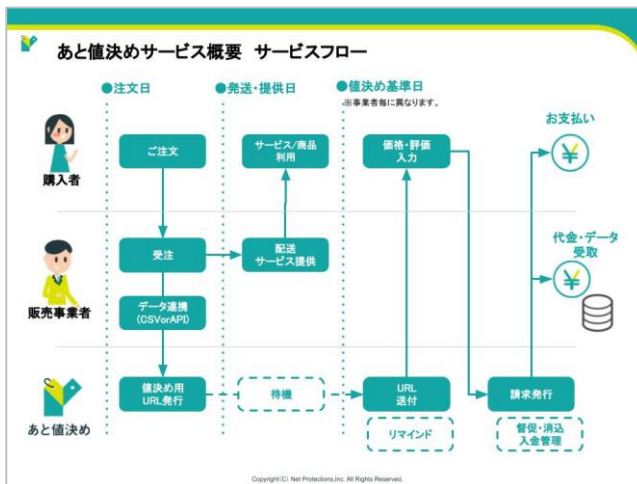 あと値決めサービス概要 サービスフロー
●注文日
●発送・提供日
●値決め基準日
※事業者毎に異なります。
お支払い
ご注文
サービス/商品
利用
価格・評価
入力
購入者
代金・データ
受取
受注
配送
サービス提供
販売事業者
データ連携
(CSVorAPI)
値決め用
URL発行
待機
URL
送付
請求発行
あと値決め
リマインド
督促・消込
入金管理
Copyright(C) Net Protections,Inc. All Rights Reserved.